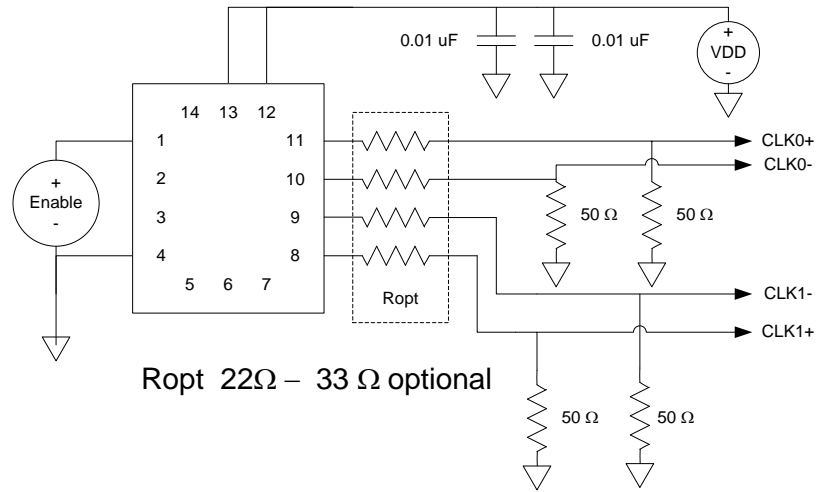 0.01 uF
0.01 uF
+
VDD
-
14 13 12
1
2
3
4
5 6 7
11
10
9
8
+
Enable
-
Ropt
CLK0+
CLK0-
50 Ω
50 Ω
CLK1-
CLK1+
50 Ω
50 Ω
Ropt 22Ω – 33 Ω optional